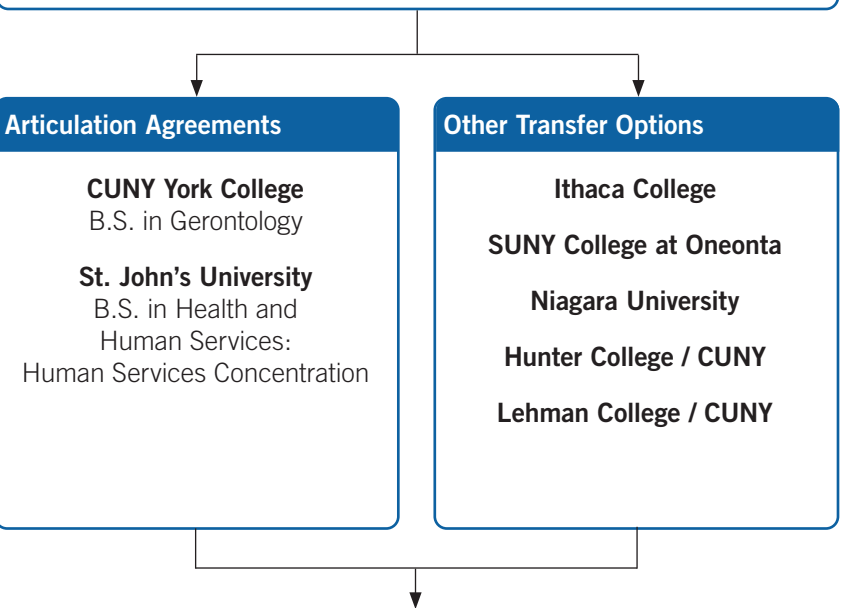 Articulation Agreements
CUNY York College
B.S. in Gerontology
St. John’s University
B.S. in Health and
Human Services:
Human Services Concentration
Other Transfer Options
Ithaca College
SUNY College at Oneonta
Niagara University
Hunter College / CUNY
Lehman College / CUNY